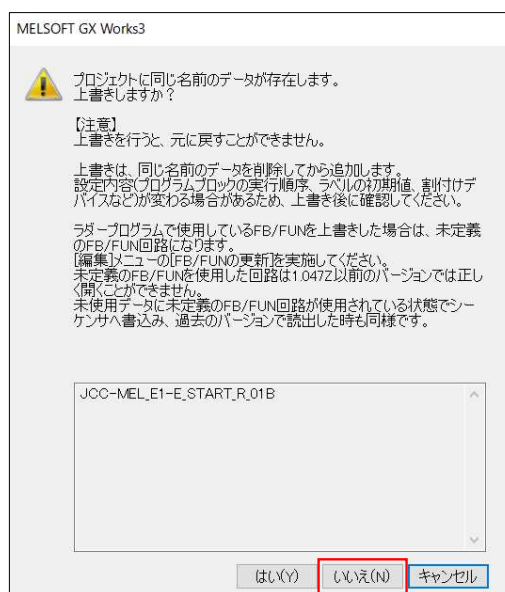 MELSOFT GX Works3
プロジェクトに同じ名前のデータが存在します。
上書きしますか？
【注意】
上書きを行うと、元に戻すことができません。
上書きは、同じ名前のデータを削除してから追加します。
設定内容(プログラムブロックの実行順序、ラベルの初期値、割付けデ
バイスなど)が変わる場合があるため、上書き後に確認してください。
ラダープログラムで使用しているFB/FUNを上書きした場合は、未定義
のFB/FUN回路になります。
[編集]メニューの[FB/FUNの更新]を実施してください。
未定義のFB/FUNを使用した回路は1.047Z以前のバージョンでは正し
く開くことができません。
未使用データに未定義のFB/FUN回路が使用されている状態でシー
ケンサへ書込み、過去のバージョンで読出した時も同様です。
JCC-MEL_E1-E_START_R_01B
はい(Y)
いいえ(N)
キャンセル